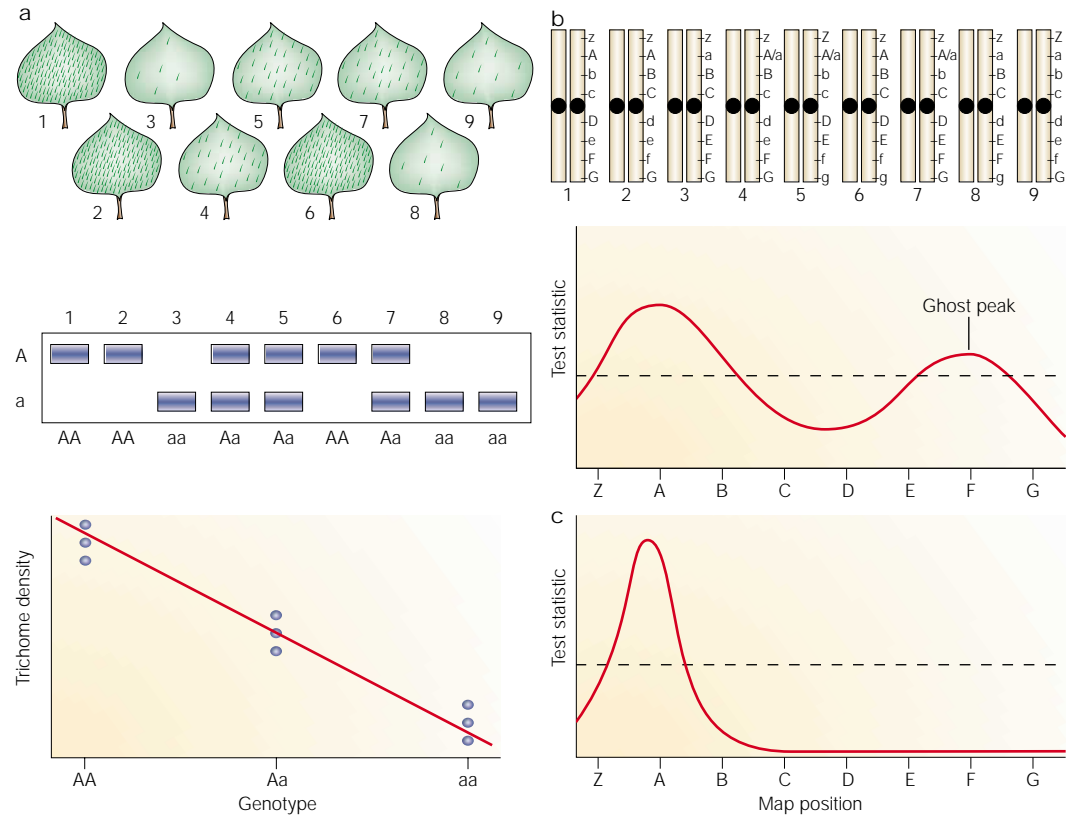 a
1 3 5 7 9
2 4 6 8
1 2 3 4 5 6 7 8 9
A
a
AA AA aa Aa Aa AA Aa aa aa
Trichome density
AA Aa aa
Genotype
b
z z z z z z z z Z
A A a A/a A/a A A/a a a
b B B B b B B B b
c C C C c C C C c
D d D d D D D d d
e e E e E E E e e
F f F F f f F f F
G G G G g g G g G
1 2 3 4 5 6 7 8 9
Test statistic
Ghost peak
Z A B C D E F G
c
Test statistic
Z A B C D E F G
Map position